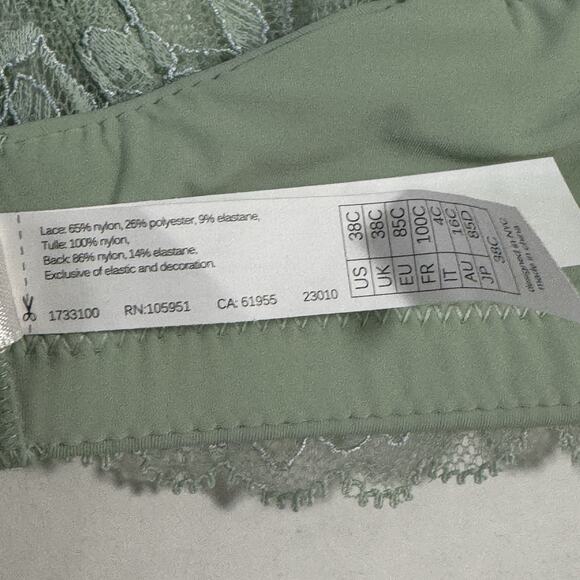 Lace: 65% nylon, 26% polyester, 9% elastane,
Tulle: 100% nylon,
Back: 86% nylon, 14% elastane.
Exclusive of elastic and decoration.
1733100 RN:105951 CA: 61955 23010
US 38C
UK 38C
EU 85C
FR 100C
IT 4C
AU 16C
JP 85D
38C
designed in NYC
made in china